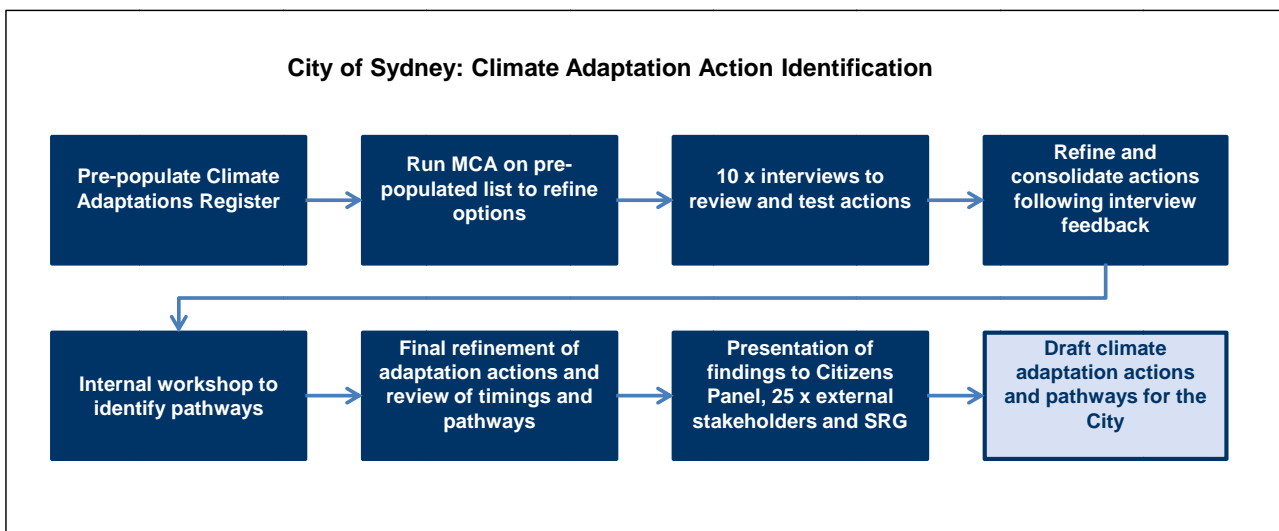 City of Sydney: Climate Adaptation Action Identification
Pre-populate Climate
Adaptations Register
Run MCA on pre-
populated list to refine
options
10 x interviews to
review and test actions
Refine and
consolidate actions
following interview
feedback
Internal workshop to
identify pathways
Final refinement of
adaptation actions and
review of timings and
pathways
Presentation of
findings to Citizens
Panel, 25 x external
stakeholders and SRG
Draft climate
adaptation actions
and pathways for the
City